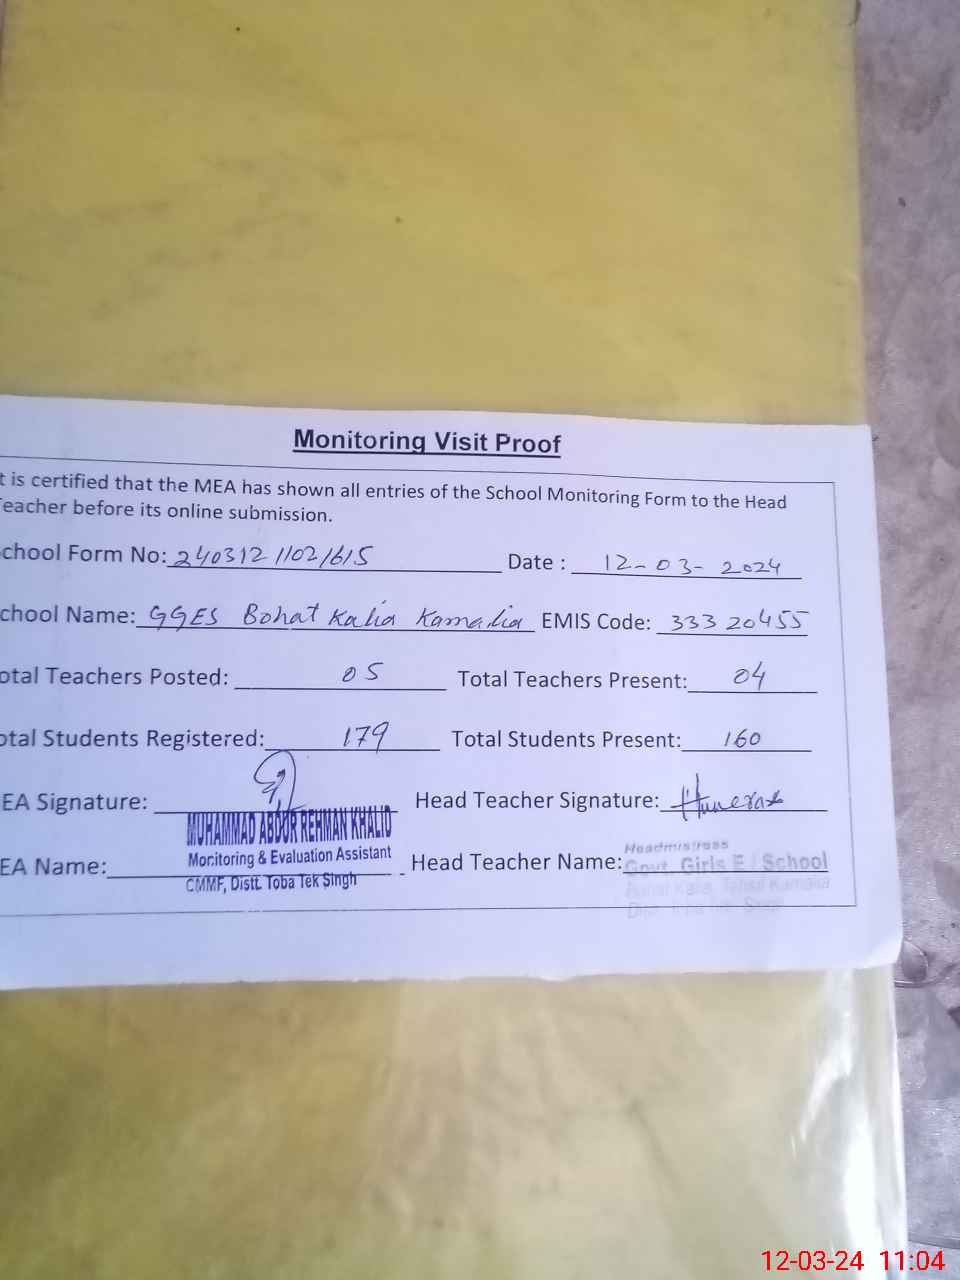 Monitoring Visit Proof
t is certified that the MEA has shown all entries of the School Monitoring Form to the Head
eacher before its online submission.
chool Form No: 24031211021615 Date : 12-03-2024
chool Name: GGES Bohat Kalia Kamalia EMIS Code: 33320455
otal Teachers Posted: 05 Total Teachers Present: 04
otal Students Registered: 179 Total Students Present: 160
EA Signature: Head Teacher Signature:
MUHAMMAD ABDUR REHMAN KHALID
Monitoring & Evaluation Assistant
CMMF, Distt. Toba Tek Singh
EA Name: Head Teacher Name:
Headmistress
Govt. Girls E / School
Tehsil Kamalia
12-03-24 11:04